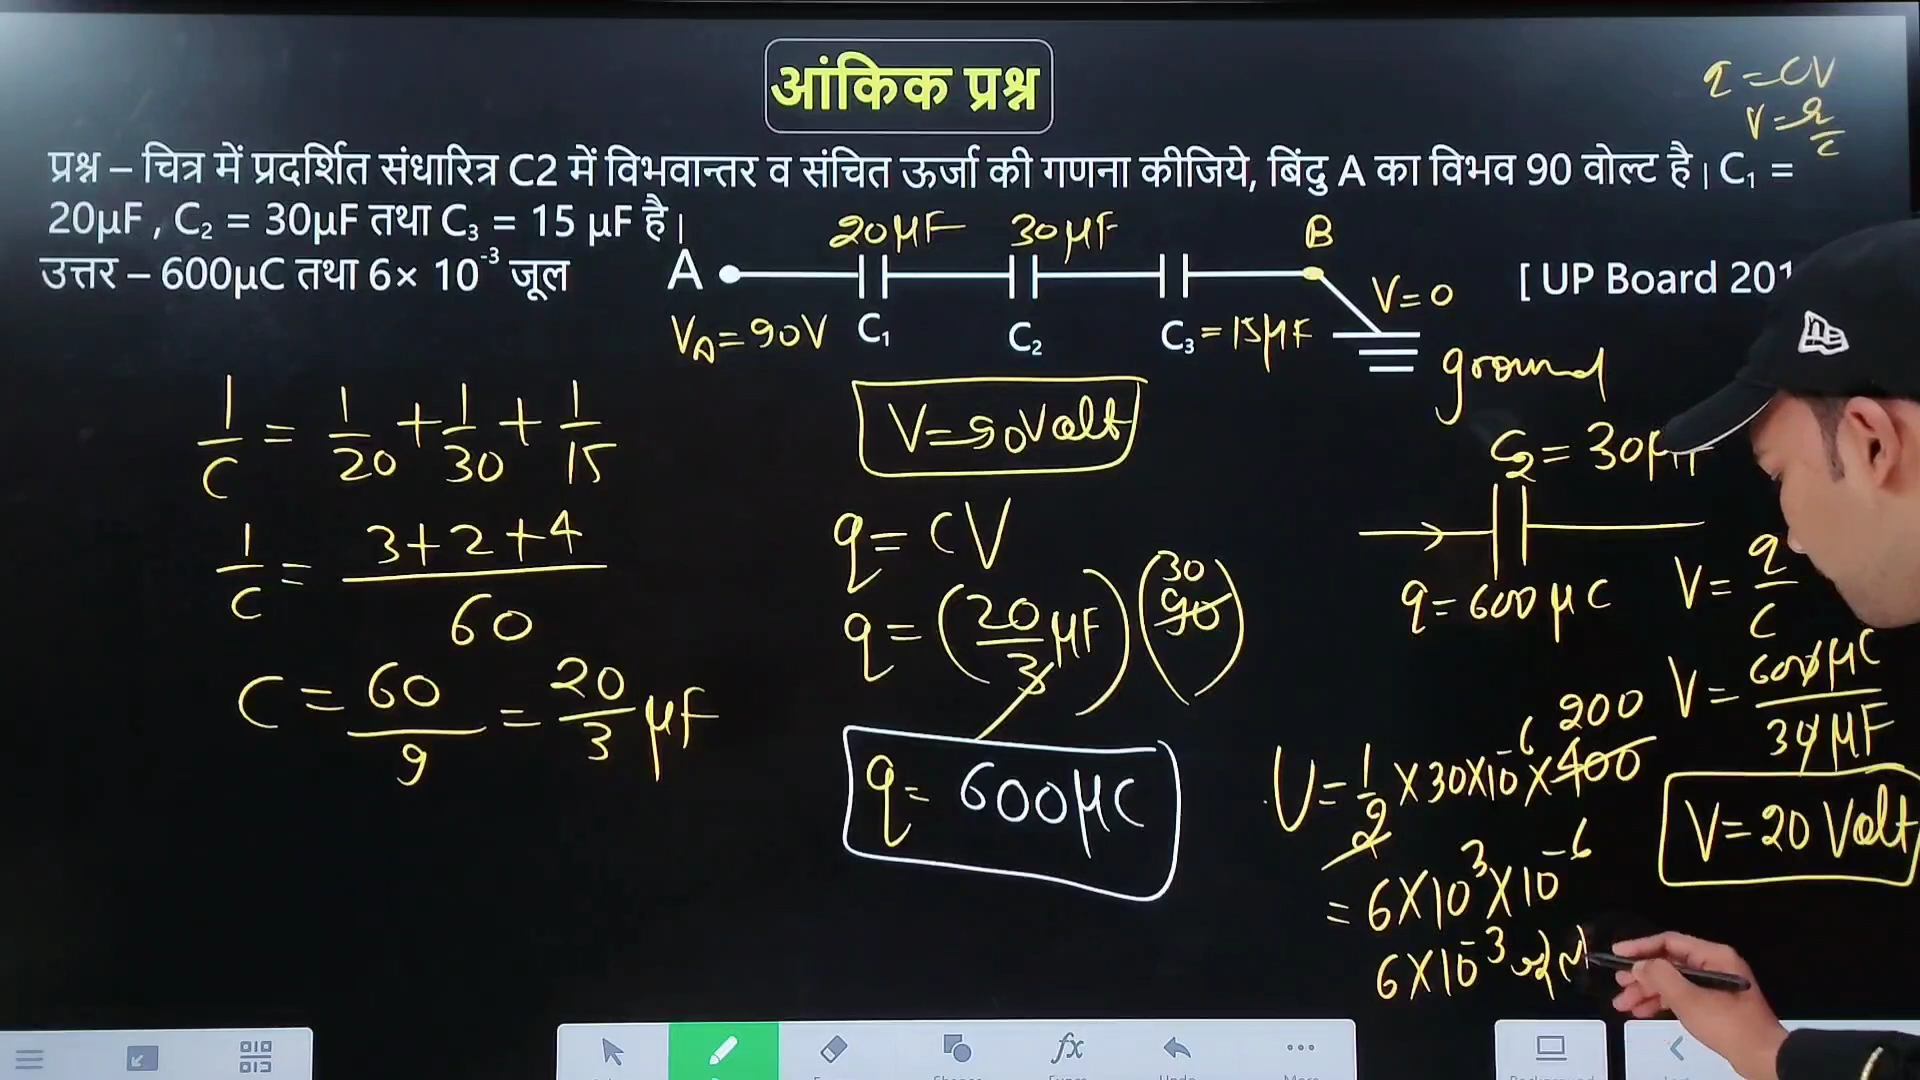 आंकिक प्रश्न
q = CV
V = q/C
प्रश्न – चित्र में प्रदर्शित संधारित्र C2 में विभवान्तर व संचित ऊर्जा की गणना कीजिये, बिंदु A का विभव 90 वोल्ट है । C₁ =
20μF , C₂ = 30μF तथा C₃ = 15 μF है ।
उत्तर – 600μC तथा 6× 10⁻³ जूल
[ UP Board 201
20μF 30μF B
A
V=0
V_A = 90V C₁ C₂ C₃ = 15μF
ground
1/C = 1/20 + 1/30 + 1/15
1/C = (3+2+4)/60
C = 60/9 = 20/3 μF
V=90Volt
q = CV
q = (20/3 μF) (90) 30
q = 600μC
C₂ = 30μ
q = 600μC
V = q/C
V = 600μC/30μF
V = 20 Volt
U = 1/2 × 30×10⁻⁶ × 400 200
= 6×10³×10⁻⁶
6×10⁻³ जूल